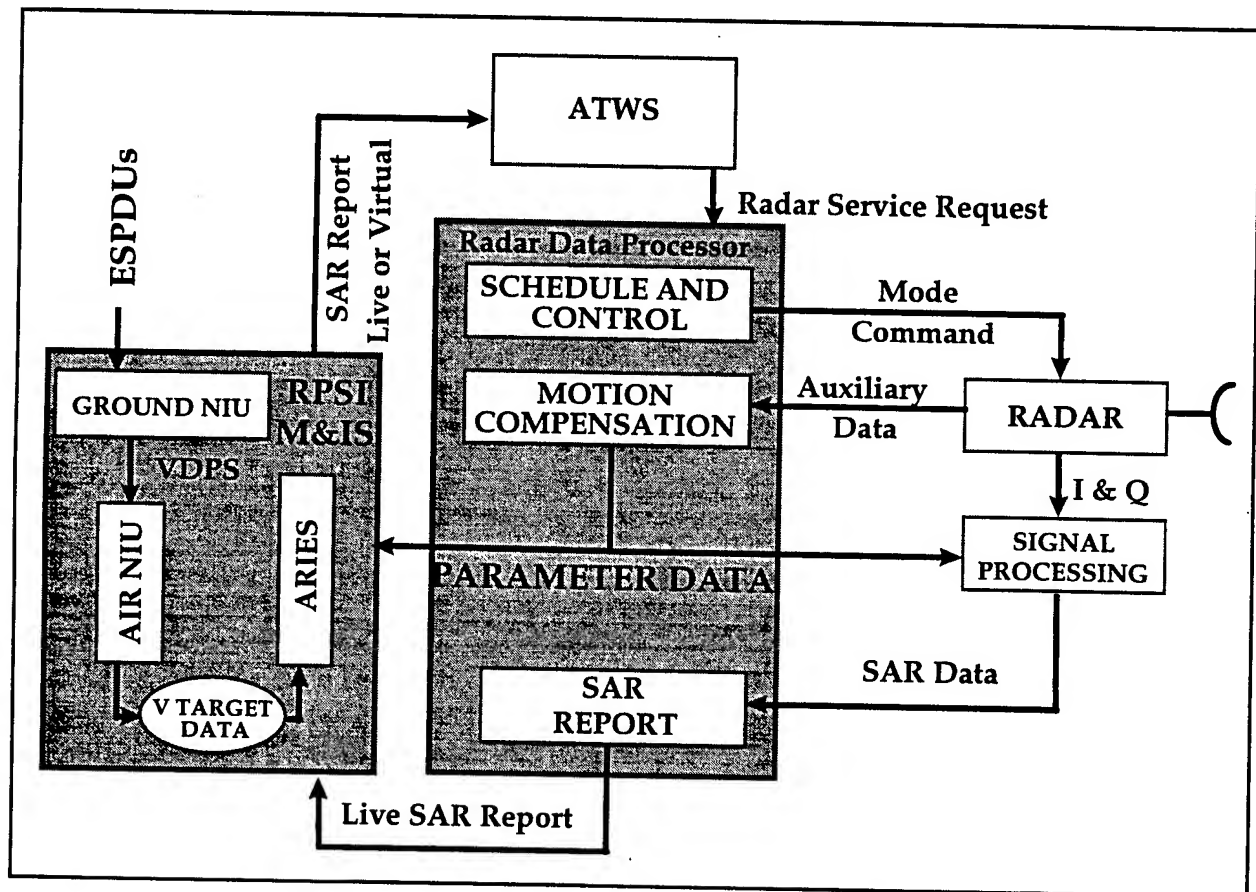 ATWS
ESPDUs
SAR Report
Live or Virtual
Radar Service Request
Radar Data Processor
SCHEDULE AND
CONTROL
Mode
Command
GROUND NIU
RPSI
M&IS
MOTION
COMPENSATION
Auxiliary
Data
RADAR
VDPS
I & Q
AIR NIU
ARIES
SIGNAL
PROCESSING
PARAMETER DATA
V TARGET
DATA
SAR
REPORT
SAR Data
Live SAR Report